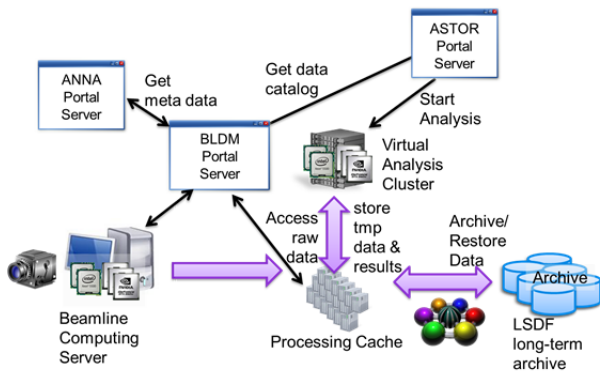 ASTOR
Portal
Server
ANNA
Portal
Server
Get
meta data
Get data
catalog
Start
Analysis
BLDM
Portal
Server
Virtual
Analysis
Cluster
Access
raw
data
store
tmp
data &
results
Archive/
Restore
Data
Archive
Beamline
Computing
Server
Processing Cache
LSDF
long-term
archive